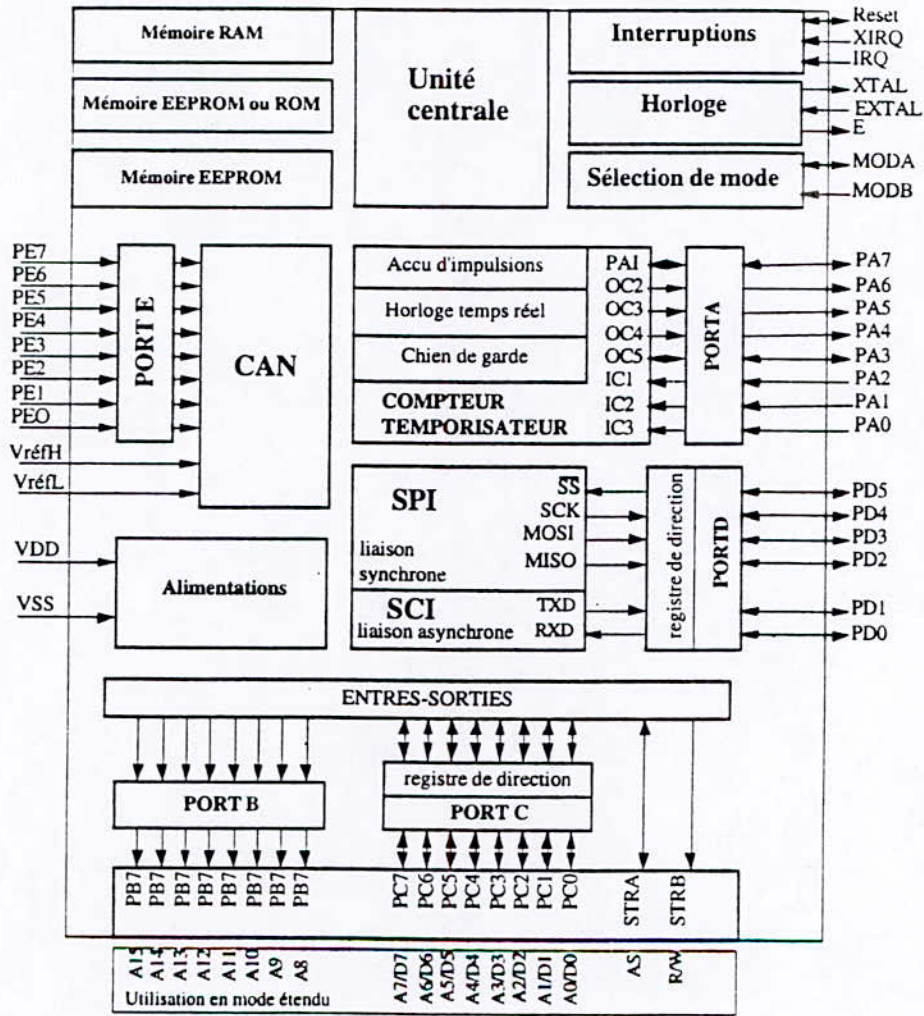 Mémoire RAM
Mémoire EEPROM ou ROM
Mémoire EEPROM
Unité
centrale
Interruptions
Horloge
Sélection de mode
Reset
XIRQ
IRQ
XTAL
EXTAL
E
MODA
MODB
PE7
PE6
PE5
PE4
PE3
PE2
PE1
PEO
VréfH
VréfL
PORT E
CAN
Accu d'impulsions
Horloge temps réel
Chien de garde
COMPTEUR
TEMPORISATEUR
PAI
OC2
OC3
OC4
OC5
IC1
IC2
IC3
PORTA
PA7
PA6
PA5
PA4
PA3
PA2
PA1
PA0
VDD
VSS
Alimentations
SPI
liaison
synchrone
SS
SCK
MOSI
MISO
SCI
liaison asynchrone
TXD
RXD
registre de direction
PORTD
PD5
PD4
PD3
PD2
PD1
PD0
ENTRES-SORTIES
PORT B
registre de direction
PORT C
PB7 PB7 PB7 PB7 PB7 PB7 PB7 PB7
PC7 PC6 PC5 PC4 PC3 PC2 PC1 PC0
STRA STRB
A15 A14 A13 A12 A11 A10 A9 A8
A7/D7 A6/D6 A5/D5 A4/D4 A3/D3 A2/D2 A1/D1 A0/D0
AS R/W
Utilisation en mode étendu